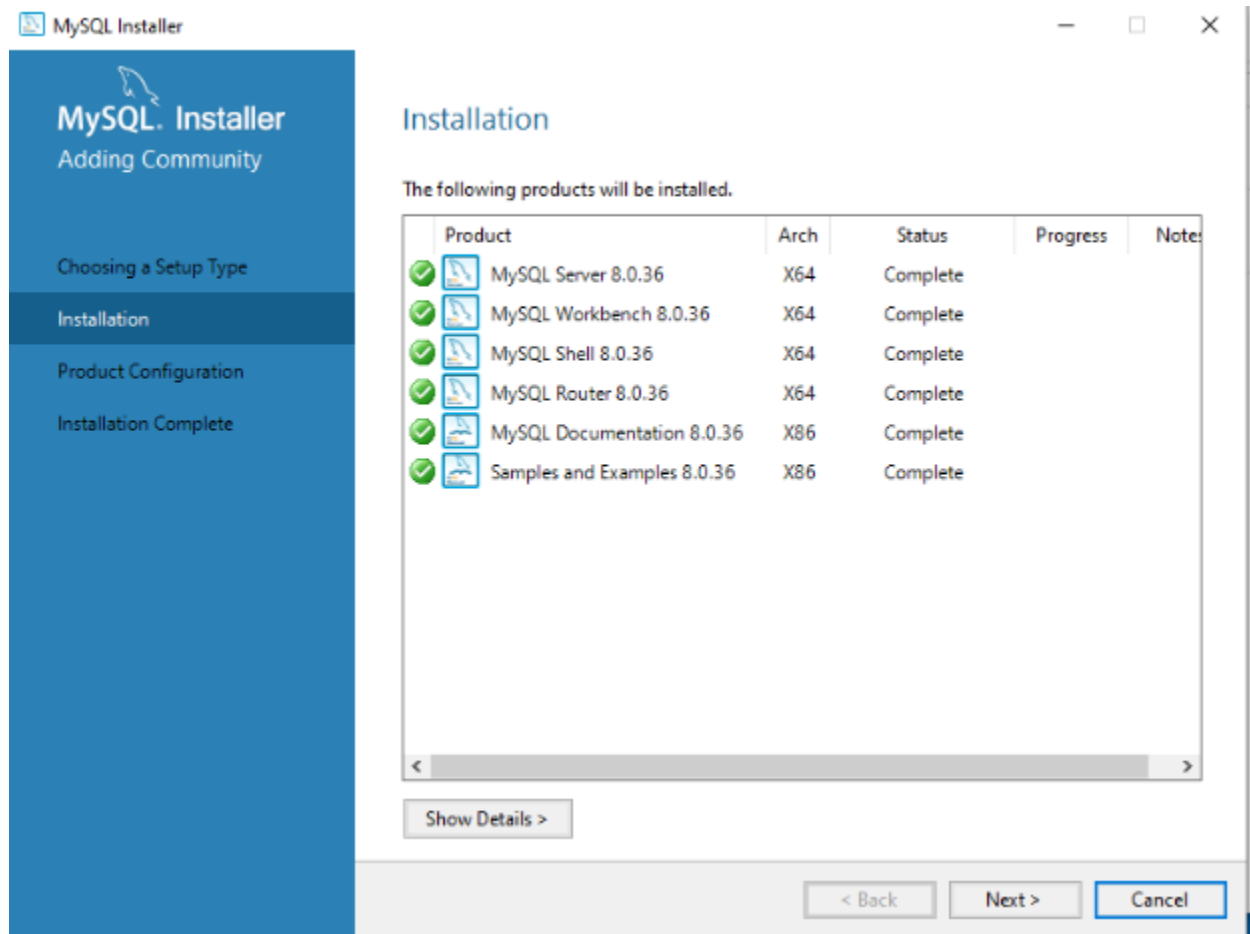 MySQL Installer
MySQL. Installer
Adding Community
Choosing a Setup Type
Installation
Product Configuration
Installation Complete
Installation
The following products will be installed.
Product Arch Status Progress Notes
MySQL Server 8.0.36 X64 Complete
MySQL Workbench 8.0.36 X64 Complete
MySQL Shell 8.0.36 X64 Complete
MySQL Router 8.0.36 X64 Complete
MySQL Documentation 8.0.36 X86 Complete
Samples and Examples 8.0.36 X86 Complete
Show Details >
< Back Next > Cancel